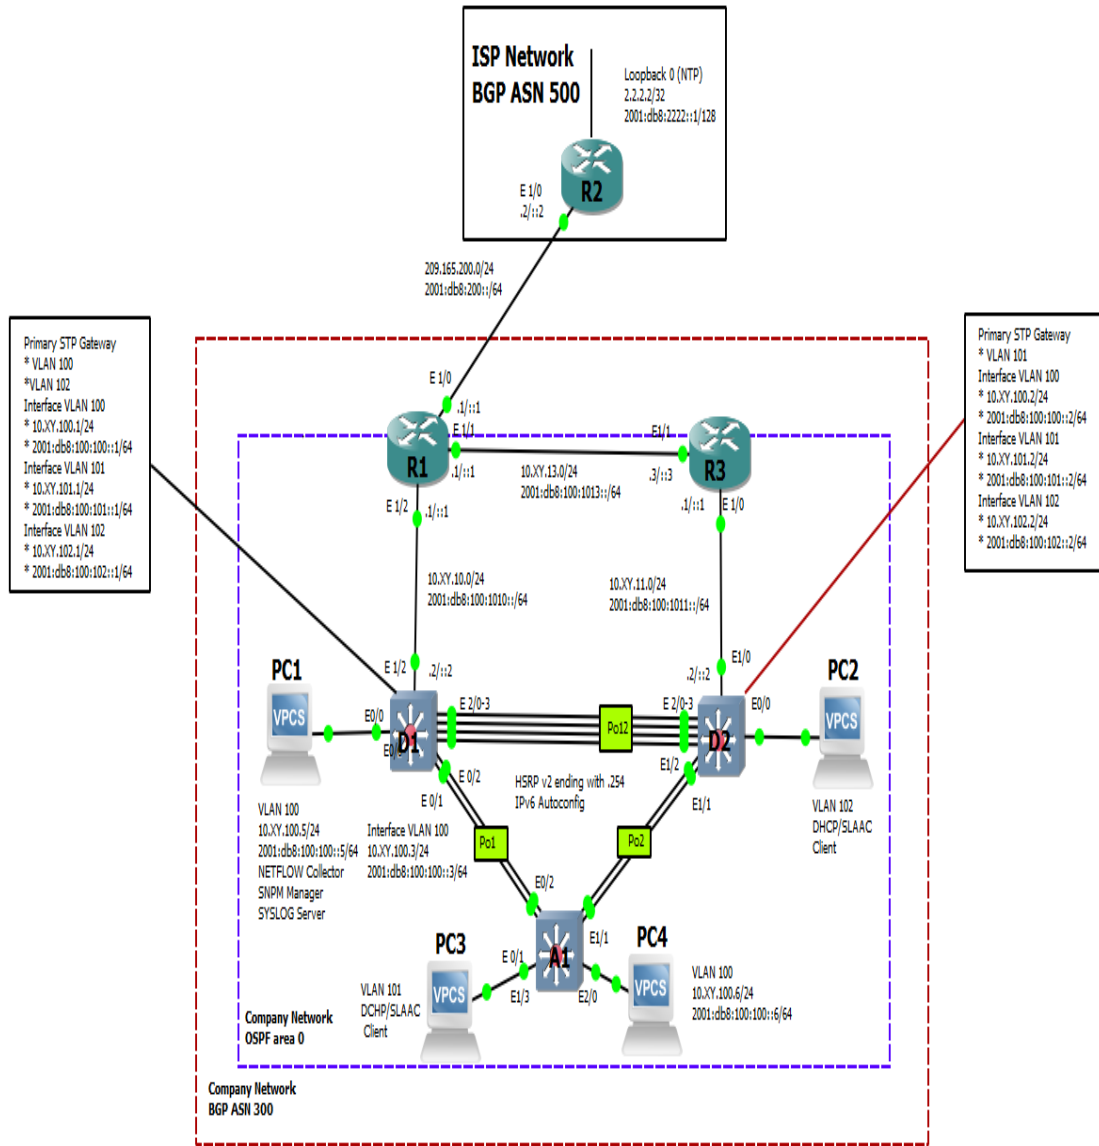 ISP Network
BGP ASN 500
Loopback 0 (NTP)
2.2.2.2/32
2001:db8:2222::1/128
E 1/0
.2/::2
R2
209.165.200.0/24
2001:db8:200::/64
Primary STP Gateway
* VLAN 100
*VLAN 102
Interface VLAN 100
* 10.XY.100.1/24
* 2001:db8:100:100::1/64
Interface VLAN 101
* 10.XY.101.1/24
* 2001:db8:100:101::1/64
Interface VLAN 102
* 10.XY.102.1/24
* 2001:db8:100:102::1/64
Primary STP Gateway
* VLAN 101
Interface VLAN 100
* 10.XY.100.2/24
* 2001:db8:100:100::2/64
Interface VLAN 101
* 10.XY.101.2/24
* 2001:db8:100:101::2/64
Interface VLAN 102
* 10.XY.102.2/24
* 2001:db8:100:102::2/64
E 1/0
.1/::1
E 1/1
.1/::1
R1
E 1/2
.1/::1
10.XY.13.0/24
2001:db8:100:1013::/64
E1/1
.3/::3
R3
.1/::1
E 1/0
10.XY.10.0/24
2001:db8:100:1010::/64
10.XY.11.0/24
2001:db8:100:1011::/64
E 1/2
.2/::2
E1/0
.2/::2
PC1
VPCS
E0/0
D1
E 2/0-3
Po12
E 2/0-3
D2
E0/0
PC2
VPCS
E 0/2
E 0/1
HSRP v2 ending with .254
IPv6 Autoconfig
E1/2
E1/1
VLAN 100
10.XY.100.5/24
2001:db8:100:100::5/64
NETFLOW Collector
SNPM Manager
SYSLOG Server
Interface VLAN 100
10.XY.100.3/24
2001:db8:100:100::3/64
Po1
Po2
VLAN 102
DHCP/SLAAC
Client
E0/2
A1
E1/1
E 0/1
E1/3
E2/0
PC3
VPCS
VLAN 101
DCHP/SLAAC
Client
PC4
VPCS
VLAN 100
10.XY.100.6/24
2001:db8:100:100::6/64
Company Network
OSPF area 0
Company Network
BGP ASN 300